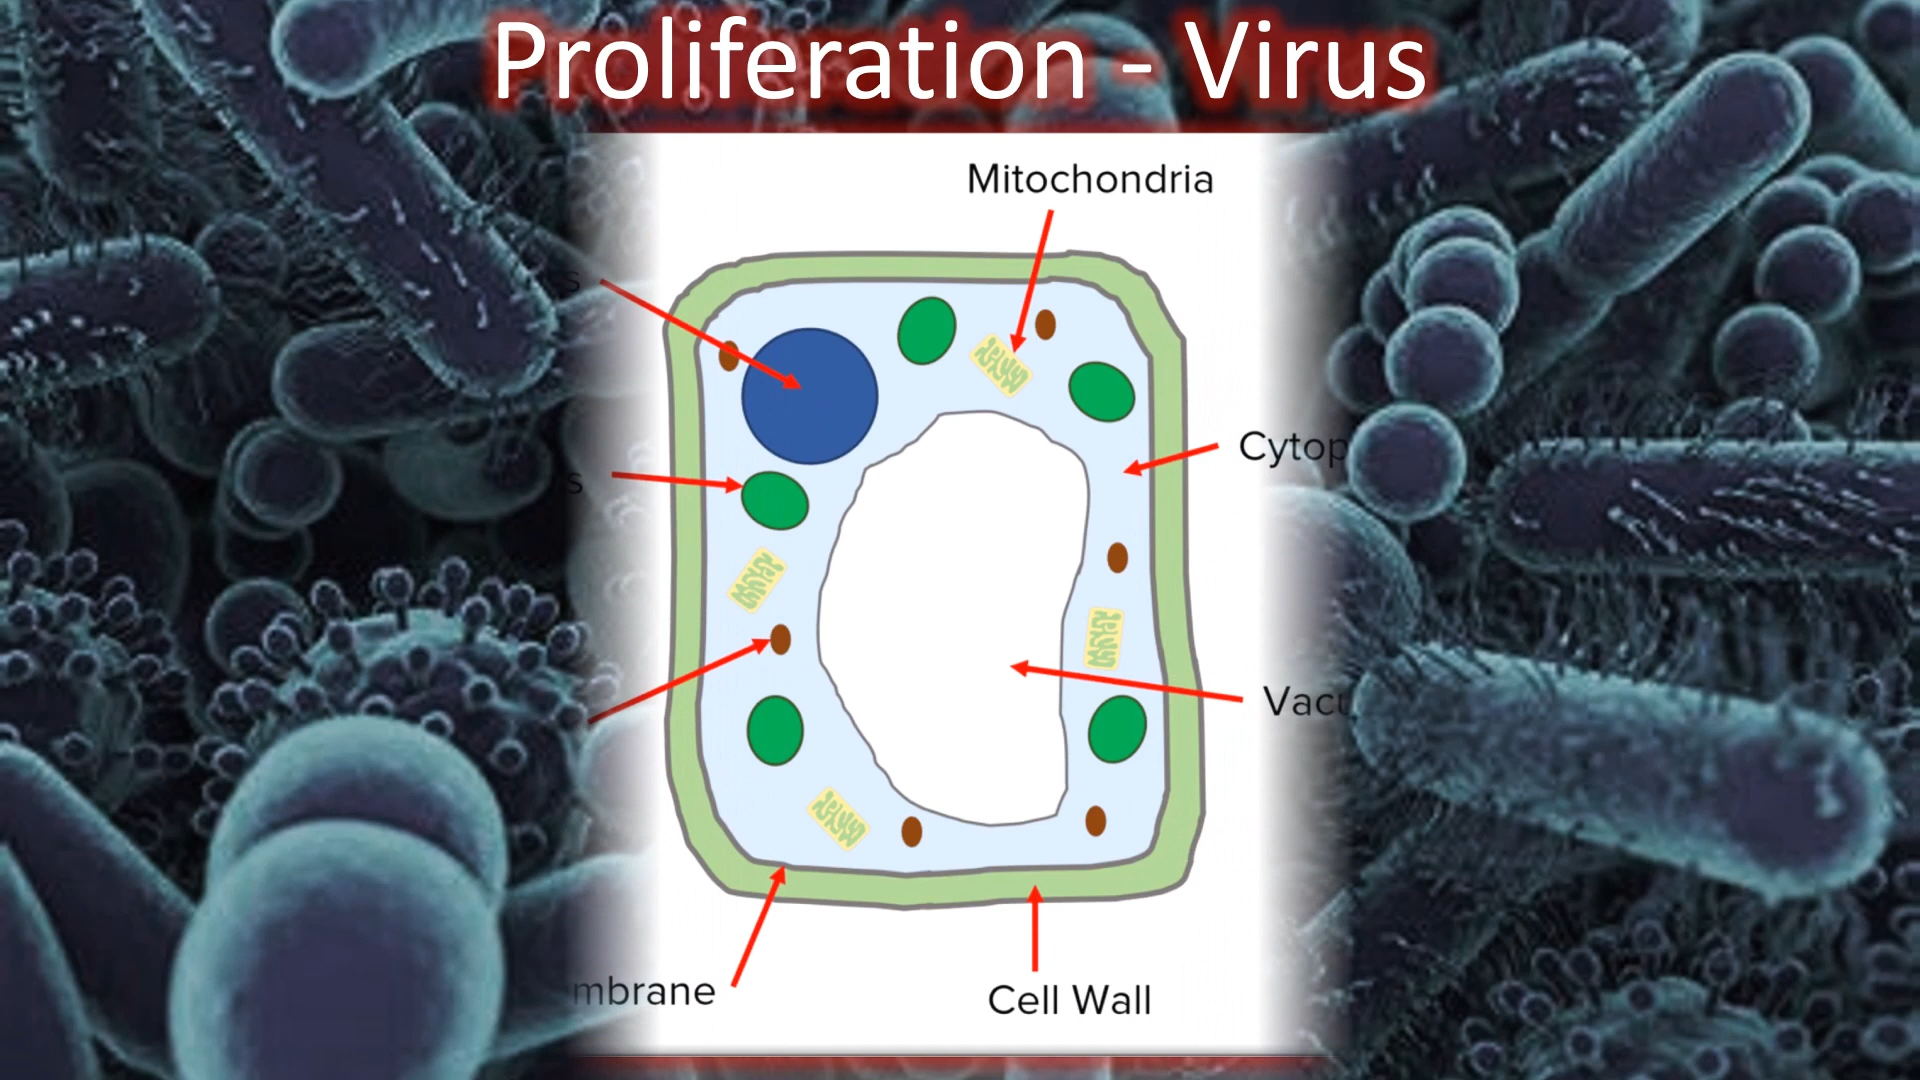 Proliferation - Virus
Mitochondria
s
Cytop
s
Vacu
mbrane
Cell Wall